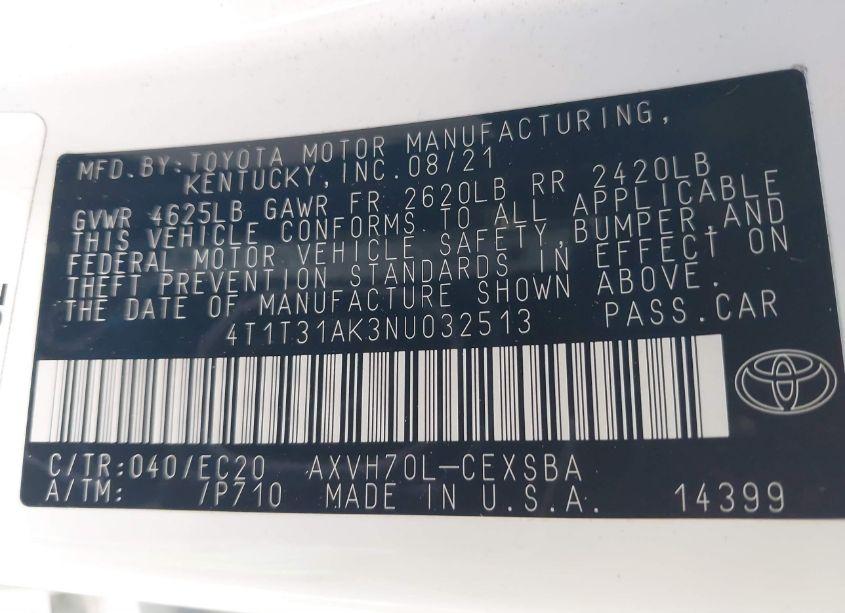 MFD.BY:TOYOTA MOTOR MANUFACTURING,
KENTUCKY,INC.08/21
GVWR 4625LB GAWR FR 2620LB RR 2420LB
THIS VEHICLE CONFORMS TO ALL APPLICABLE
FEDERAL MOTOR VEHICLE SAFETY,BUMPER,AND
THEFT PREVENTION STANDARDS IN EFFECT ON
THE DATE OF MANUFACTURE SHOWN ABOVE.
4T1T31AK3NU032513 PASS.CAR
C/TR:040/EC20 AXVH70L-CEXSBA
A/TM: /P710 MADE IN U.S.A. 14399